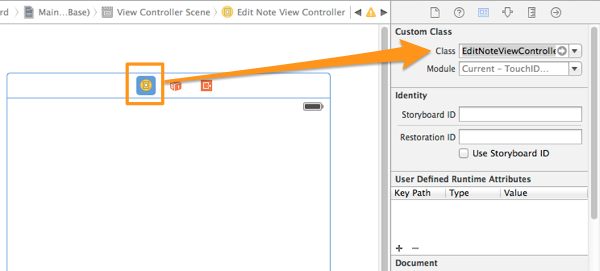 rd Main...Base) View Controller Scene Edit Note View Controller
Custom Class
Class EditNoteViewControlle
Module Current – TouchID...
Identity
Storyboard ID
Restoration ID
Use Storyboard ID
User Defined Runtime Attributes
Key Path Type Value
+ −
Document